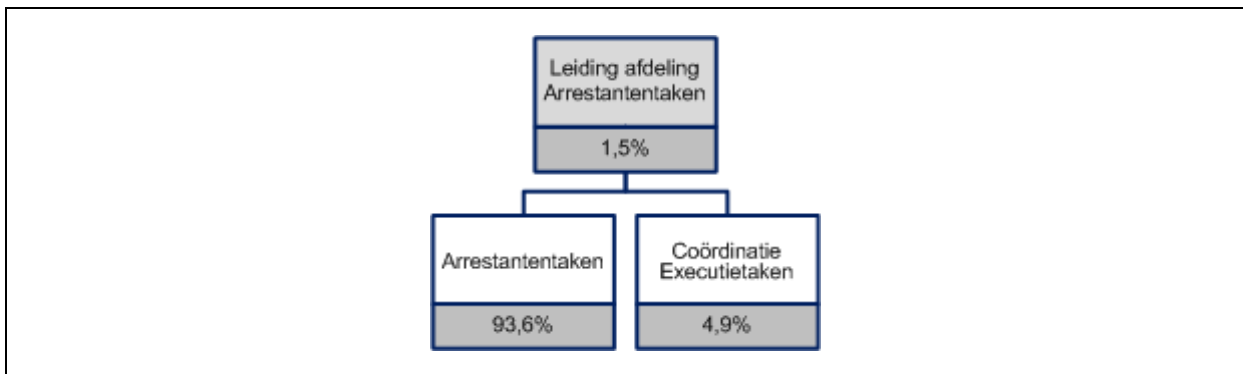 Leiding afdeling
Arrestantentaken
1,5%
Arrestantentaken
93,6%
Coördinatie
Executietaken
4,9%